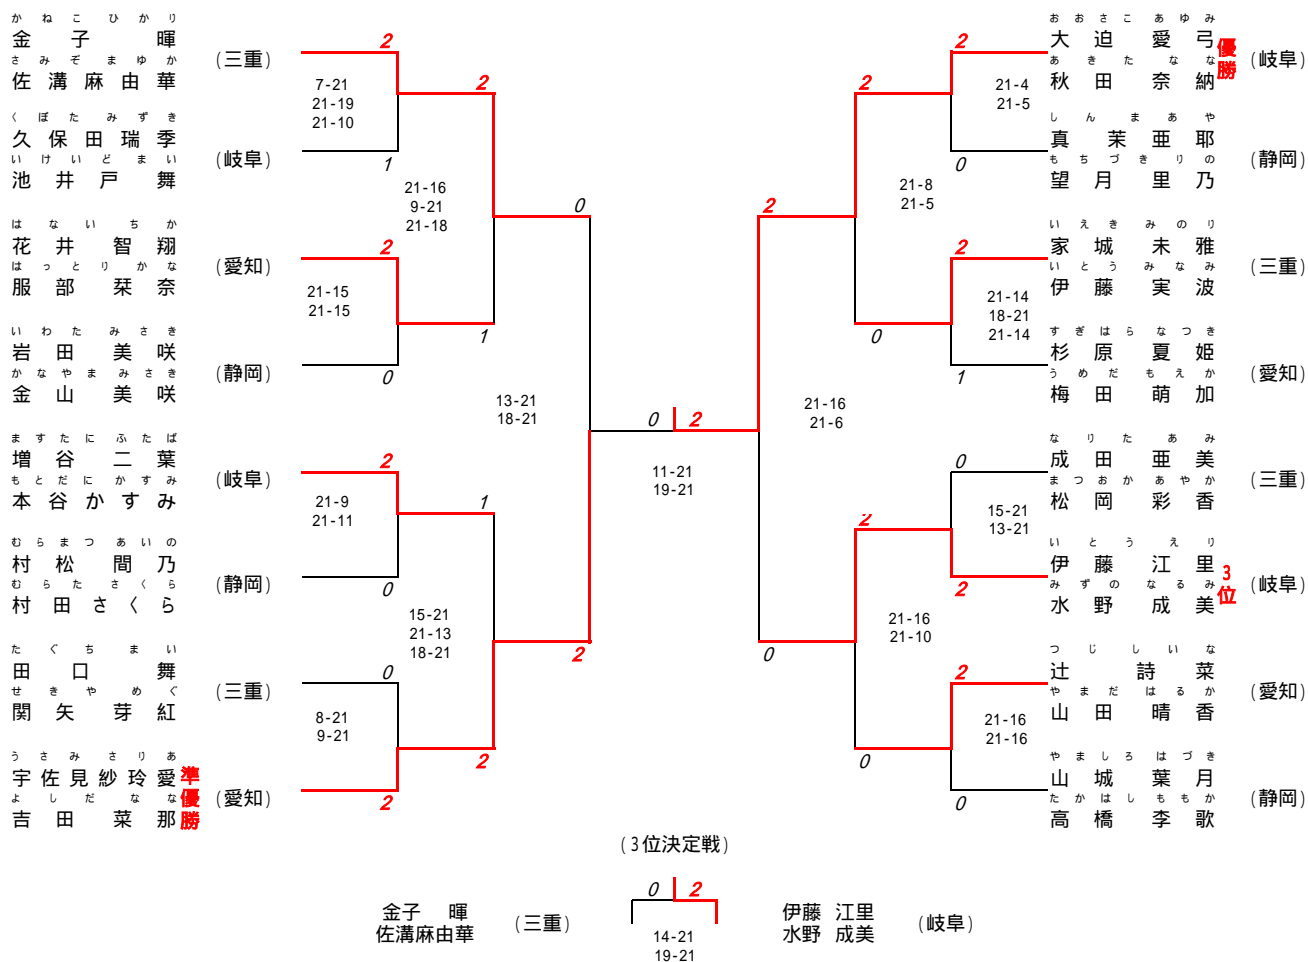 かねこ ひかり
金子 暉
さみぞ まゆか
佐溝麻由華
(三重)
くぼた みずき
久保田瑞季
いけいど まい
池井戸 舞
(岐阜)
はない ちか
花井 智翔
はっとり かな
服部 栞奈
(愛知)
いわた みさき
岩田 美咲
かなやま みさき
金山 美咲
(静岡)
ますたに ふたば
増谷 二葉
もとだに かすみ
本谷かすみ
(岐阜)
むらまつ あいの
村松 間乃
むらた さくら
村田さくら
(静岡)
たぐち まい
田口 舞
せきや めぐ
関矢 芽紅
(三重)
うさみ さりあ
宇佐見紗玲愛
よしだ なな
吉田 菜那
準優勝
(愛知)
2
7-21
21-19
21-10
1
2
21-15
21-15
0
2
21-9
21-11
0
0
8-21
9-21
2
2
21-16
9-21
21-18
1
1
15-21
21-13
18-21
2
0
13-21
18-21
2
0 2
11-21
19-21
2
21-16
21-6
0
2
21-8
21-5
0
2
21-16
21-10
0
2
21-4
21-5
0
2
21-14
18-21
21-14
1
0
15-21
13-21
2
2
21-16
21-16
0
おおさこ あゆみ
大迫 愛弓
あきた なな
秋田 奈納
優勝
(岐阜)
しん まあや
真 茉亜耶
もちづき りの
望月 里乃
(静岡)
いえき みのり
家城 未雅
いとう みなみ
伊藤 実波
(三重)
すぎはら なつき
杉原 夏姫
うめだ もえか
梅田 萌加
(愛知)
なりた あみ
成田 亜美
まつおか あやか
松岡 彩香
(三重)
いとう えり
伊藤 江里
みずの なるみ
水野 成美
3位
(岐阜)
つじ しいな
辻 詩菜
やまだ はるか
山田 晴香
(愛知)
やましろ はづき
山城 葉月
たかはし ももか
高橋 李歌
(静岡)
(3位決定戦)
金子 暉
佐溝麻由華
(三重)
0 2
14-21
19-21
伊藤 江里
水野 成美
(岐阜)